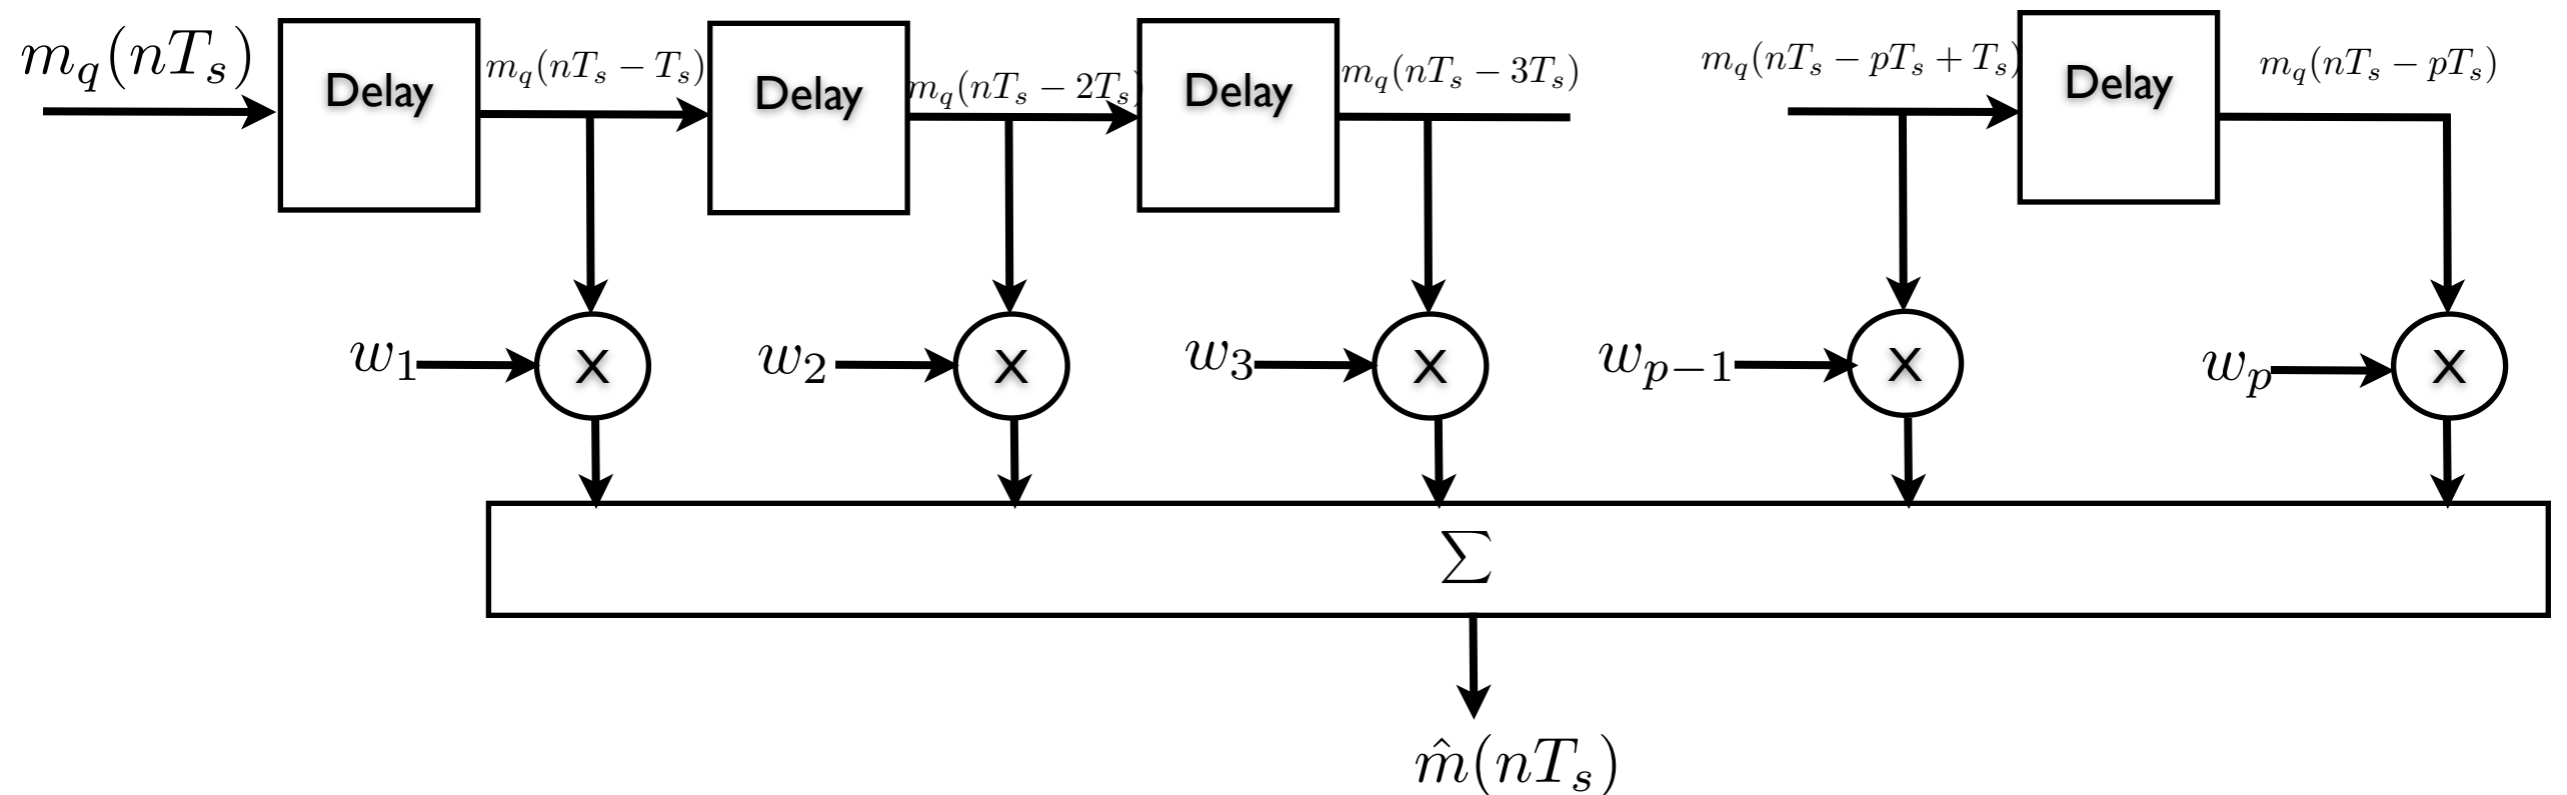 m_q(nT_s)
Delay
m_q(nT_s − T_s)
Delay
m_q(nT_s − 2T_s)
Delay
m_q(nT_s − 3T_s)
m_q(nT_s − pT_s + T_s)
Delay
m_q(nT_s − pT_s)
w_1
X
w_2
X
w_3
X
w_{p−1}
X
w_p
X
∑
m̂(nT_s)